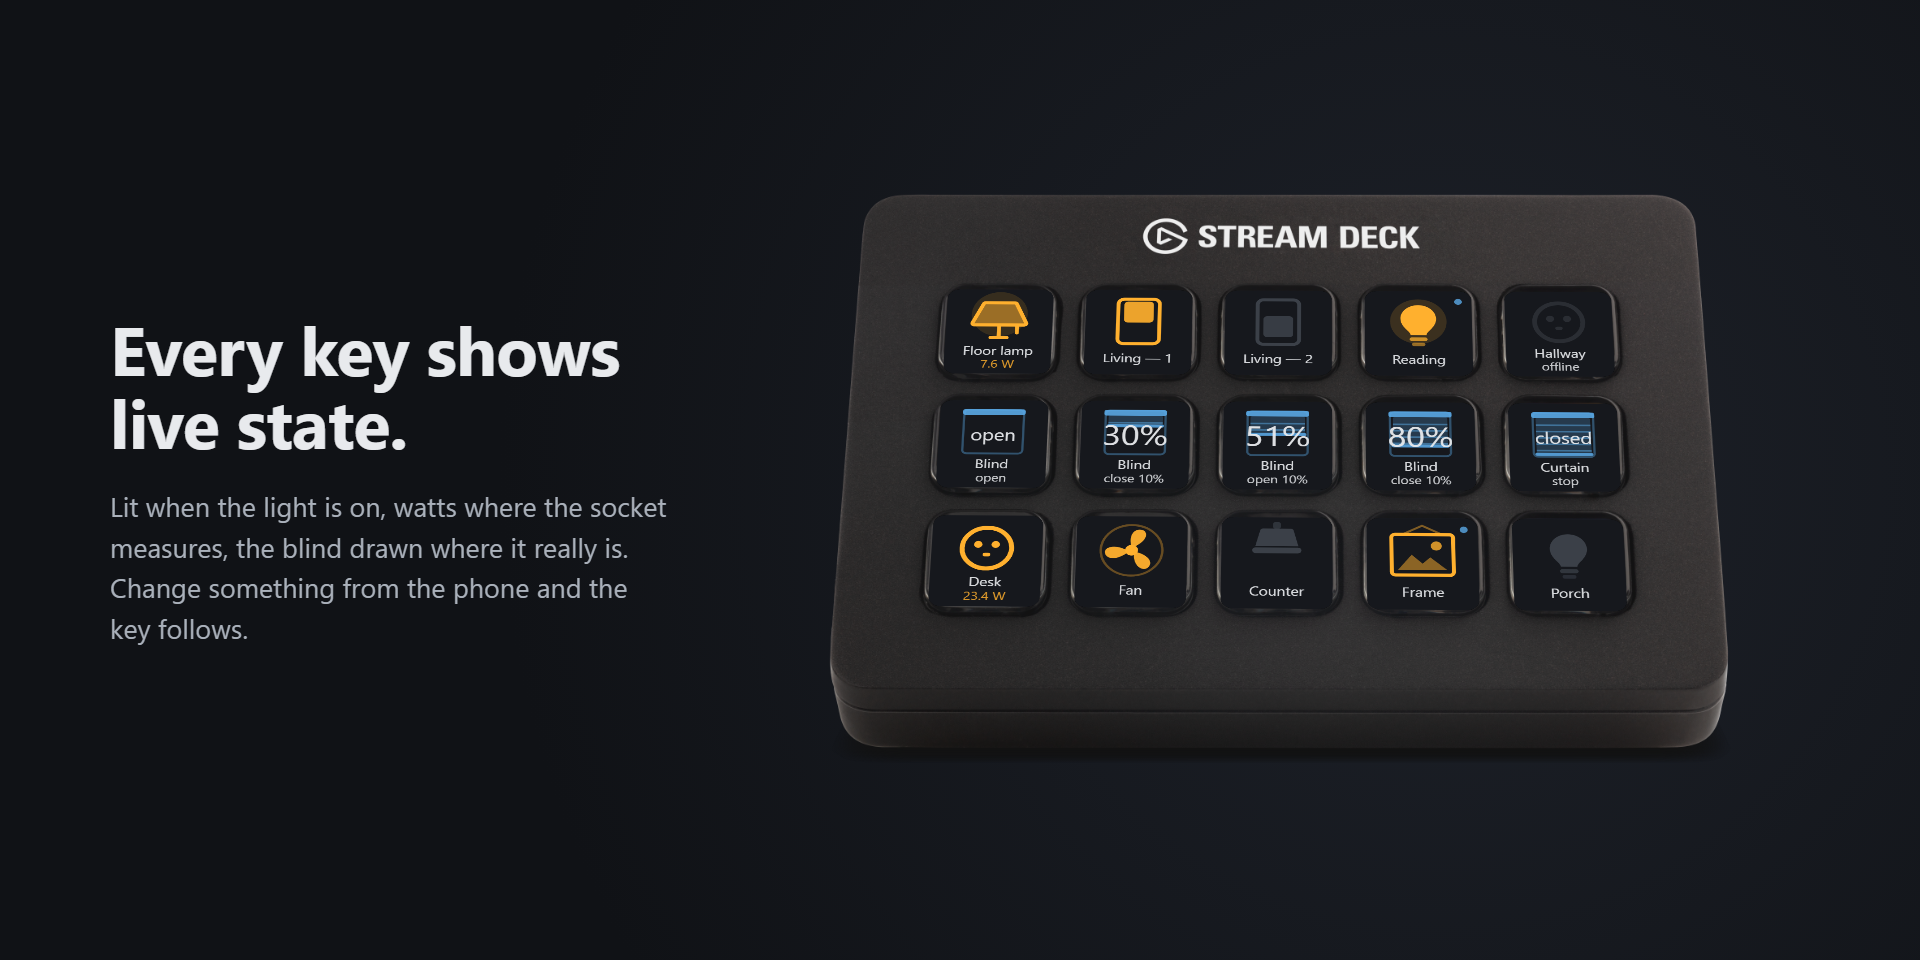 Every key shows
live state.
Lit when the light is on, watts where the socket
measures, the blind drawn where it really is.
Change something from the phone and the
key follows.
STREAM DECK
Floor lamp
7.6 W
Living — 1
Living — 2
Reading
Hallway
offline
open
Blind
open
30%
Blind
close 10%
51%
Blind
open 10%
80%
Blind
close 10%
closed
Curtain
stop
Desk
23.4 W
Fan
Counter
Frame
Porch